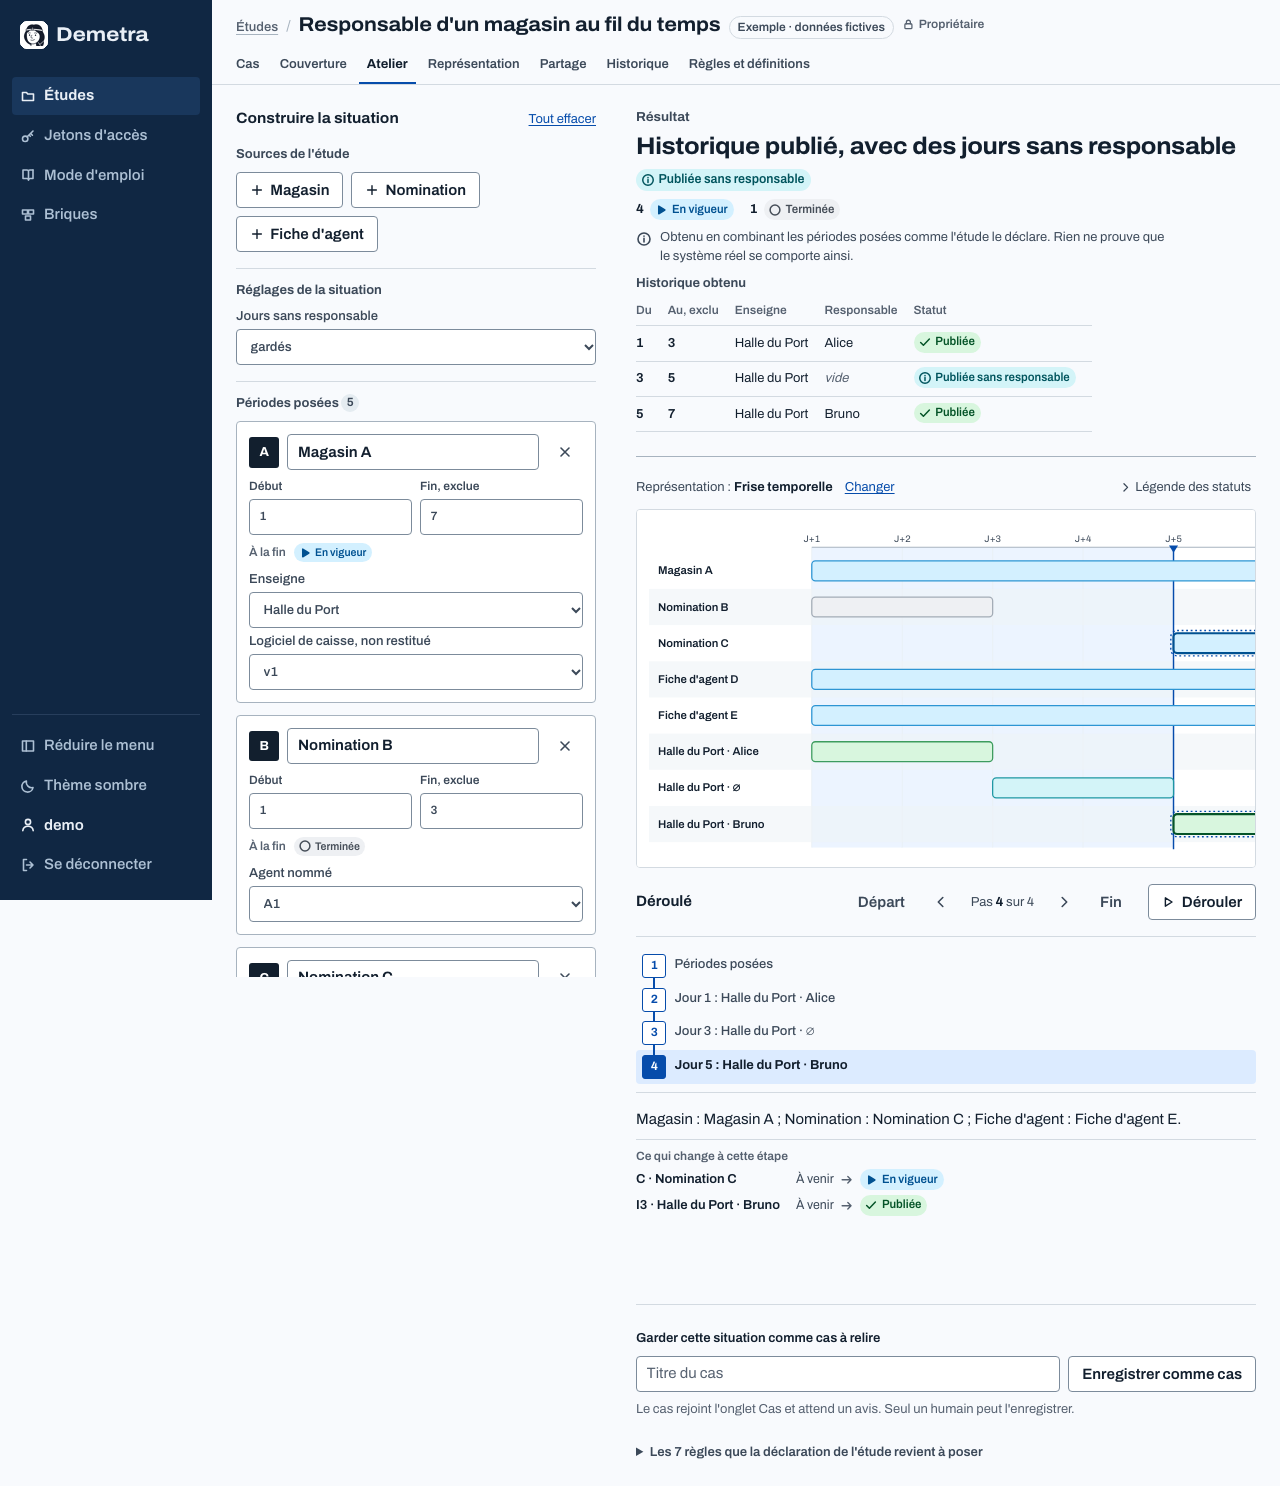 Demetra
Études
Jetons d'accès
Mode d'emploi
Briques
Réduire le menu
Thème sombre
demo
Se déconnecter
Études / Responsable d'un magasin au fil du temps Exemple · données fictives Propriétaire
Cas Couverture Atelier Représentation Partage Historique Règles et définitions
Construire la situation Tout effacer
Sources de l'étude
+ Magasin + Nomination
+ Fiche d'agent
Réglages de la situation
Jours sans responsable
gardés
Périodes posées 5
A Magasin A
Début Fin, exclue
1 7
À la fin En vigueur
Enseigne
Halle du Port
Logiciel de caisse, non restitué
v1
B Nomination B
Début Fin, exclue
1 3
À la fin Terminée
Agent nommé
A1
C Nomination C
Résultat
Historique publié, avec des jours sans responsable
Publiée sans responsable
4 En vigueur 1 Terminée
Obtenu en combinant les périodes posées comme l'étude le déclare. Rien ne prouve que
le système réel se comporte ainsi.
Historique obtenu
Du Au, exclu Enseigne Responsable Statut
1 3 Halle du Port Alice Publiée
3 5 Halle du Port vide Publiée sans responsable
5 7 Halle du Port Bruno Publiée
Représentation : Frise temporelle Changer Légende des statuts
J+1 J+2 J+3 J+4 J+5
Magasin A
Nomination B
Nomination C
Fiche d'agent D
Fiche d'agent E
Halle du Port · Alice
Halle du Port · ∅
Halle du Port · Bruno
Déroulé Départ Pas 4 sur 4 Fin Dérouler
1 Périodes posées
2 Jour 1 : Halle du Port · Alice
3 Jour 3 : Halle du Port · ∅
4 Jour 5 : Halle du Port · Bruno
Magasin : Magasin A ; Nomination : Nomination C ; Fiche d'agent : Fiche d'agent E.
Ce qui change à cette étape
C · Nomination C À venir → En vigueur
I3 · Halle du Port · Bruno À venir → Publiée
Garder cette situation comme cas à relire
Titre du cas Enregistrer comme cas
Le cas rejoint l'onglet Cas et attend un avis. Seul un humain peut l'enregistrer.
Les 7 règles que la déclaration de l'étude revient à poser